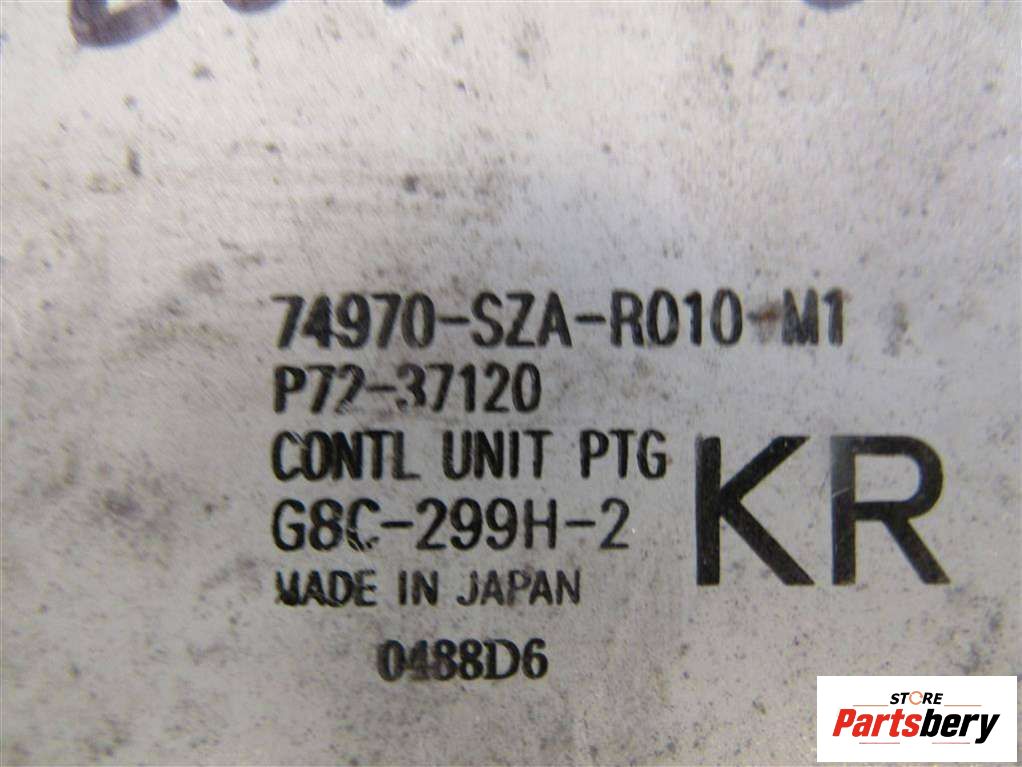 74970-SZA-R010-M1
P72-37120
CONTL UNIT PTG
KR
G8C-299H-2
MADE IN JAPAN
0488D6
STORE
Partsbery